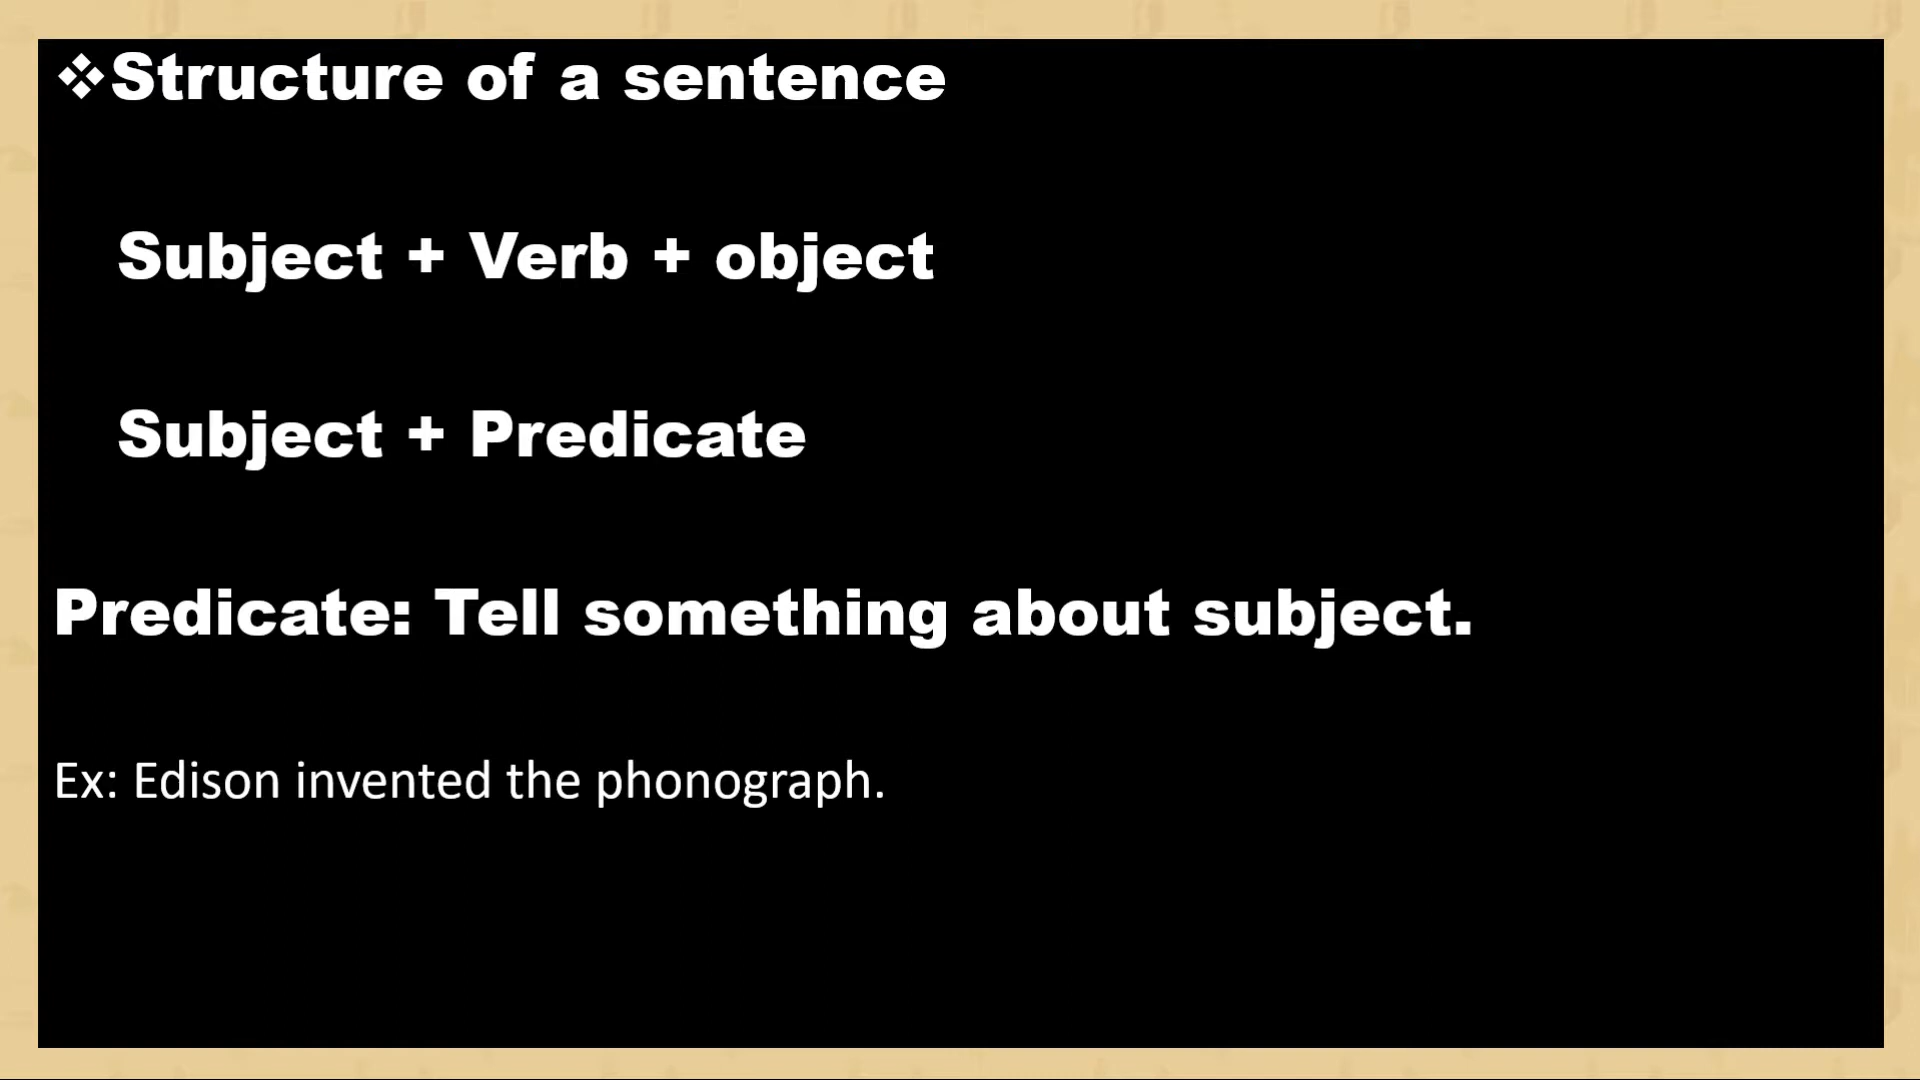 ❖Structure of a sentence
Subject + Verb + object
Subject + Predicate
Predicate: Tell something about subject.
Ex: Edison invented the phonograph.